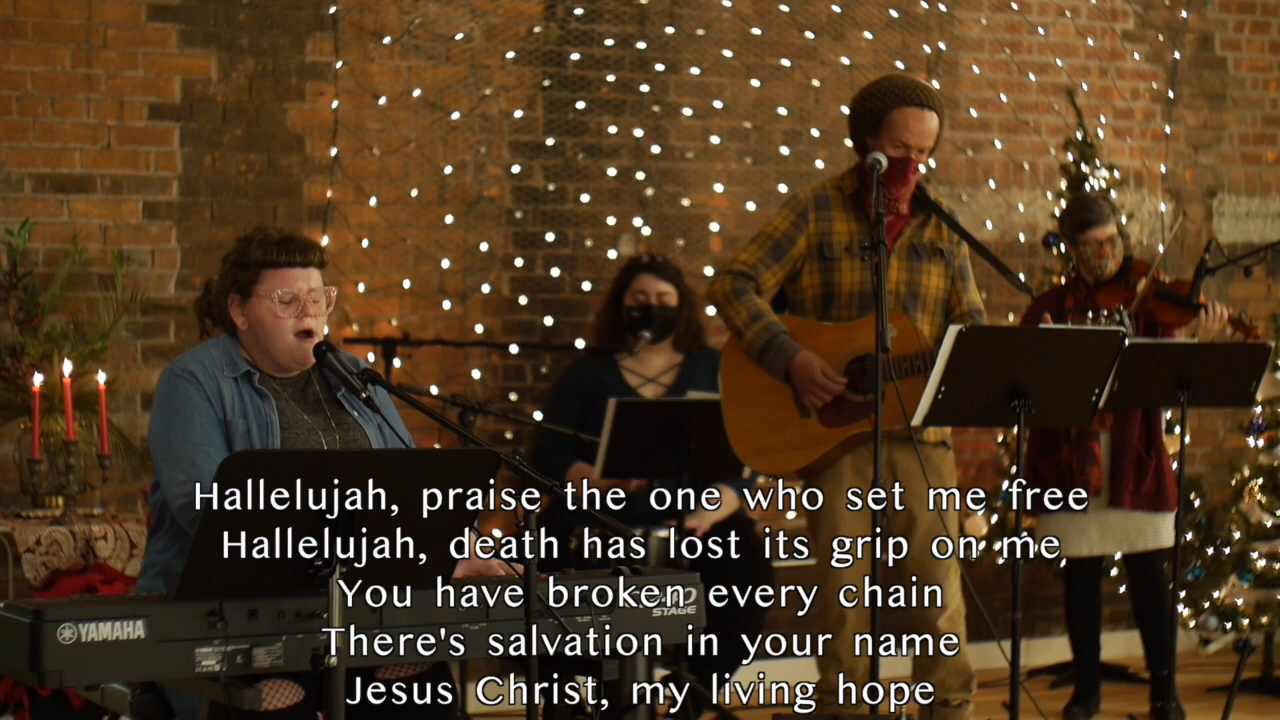 Hallelujah, praise the one who set me free
Hallelujah, death has lost its grip on me
You have broken every chain
There's salvation in your name
Jesus Christ, my living hope
YAMAHA
STAGE